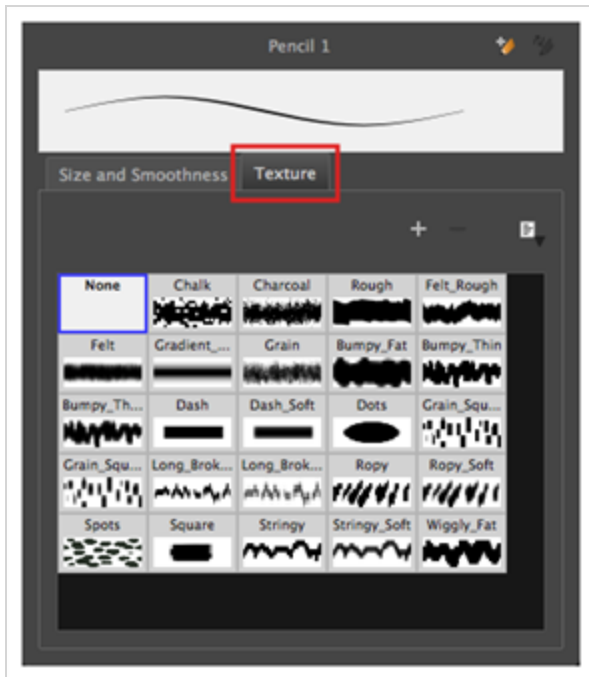 Pencil 1
Size and Smoothness Texture
None Chalk Charcoal Rough Felt_Rough
Felt Gradient_... Grain Bumpy_Fat Bumpy_Thin
Bumpy_Th... Dash Dash_Soft Dots Grain_Squ...
Grain_Squ... Long_Brok... Long_Brok... Ropy Ropy_Soft
Spots Square Stringy Stringy_Soft Wiggly_Fat